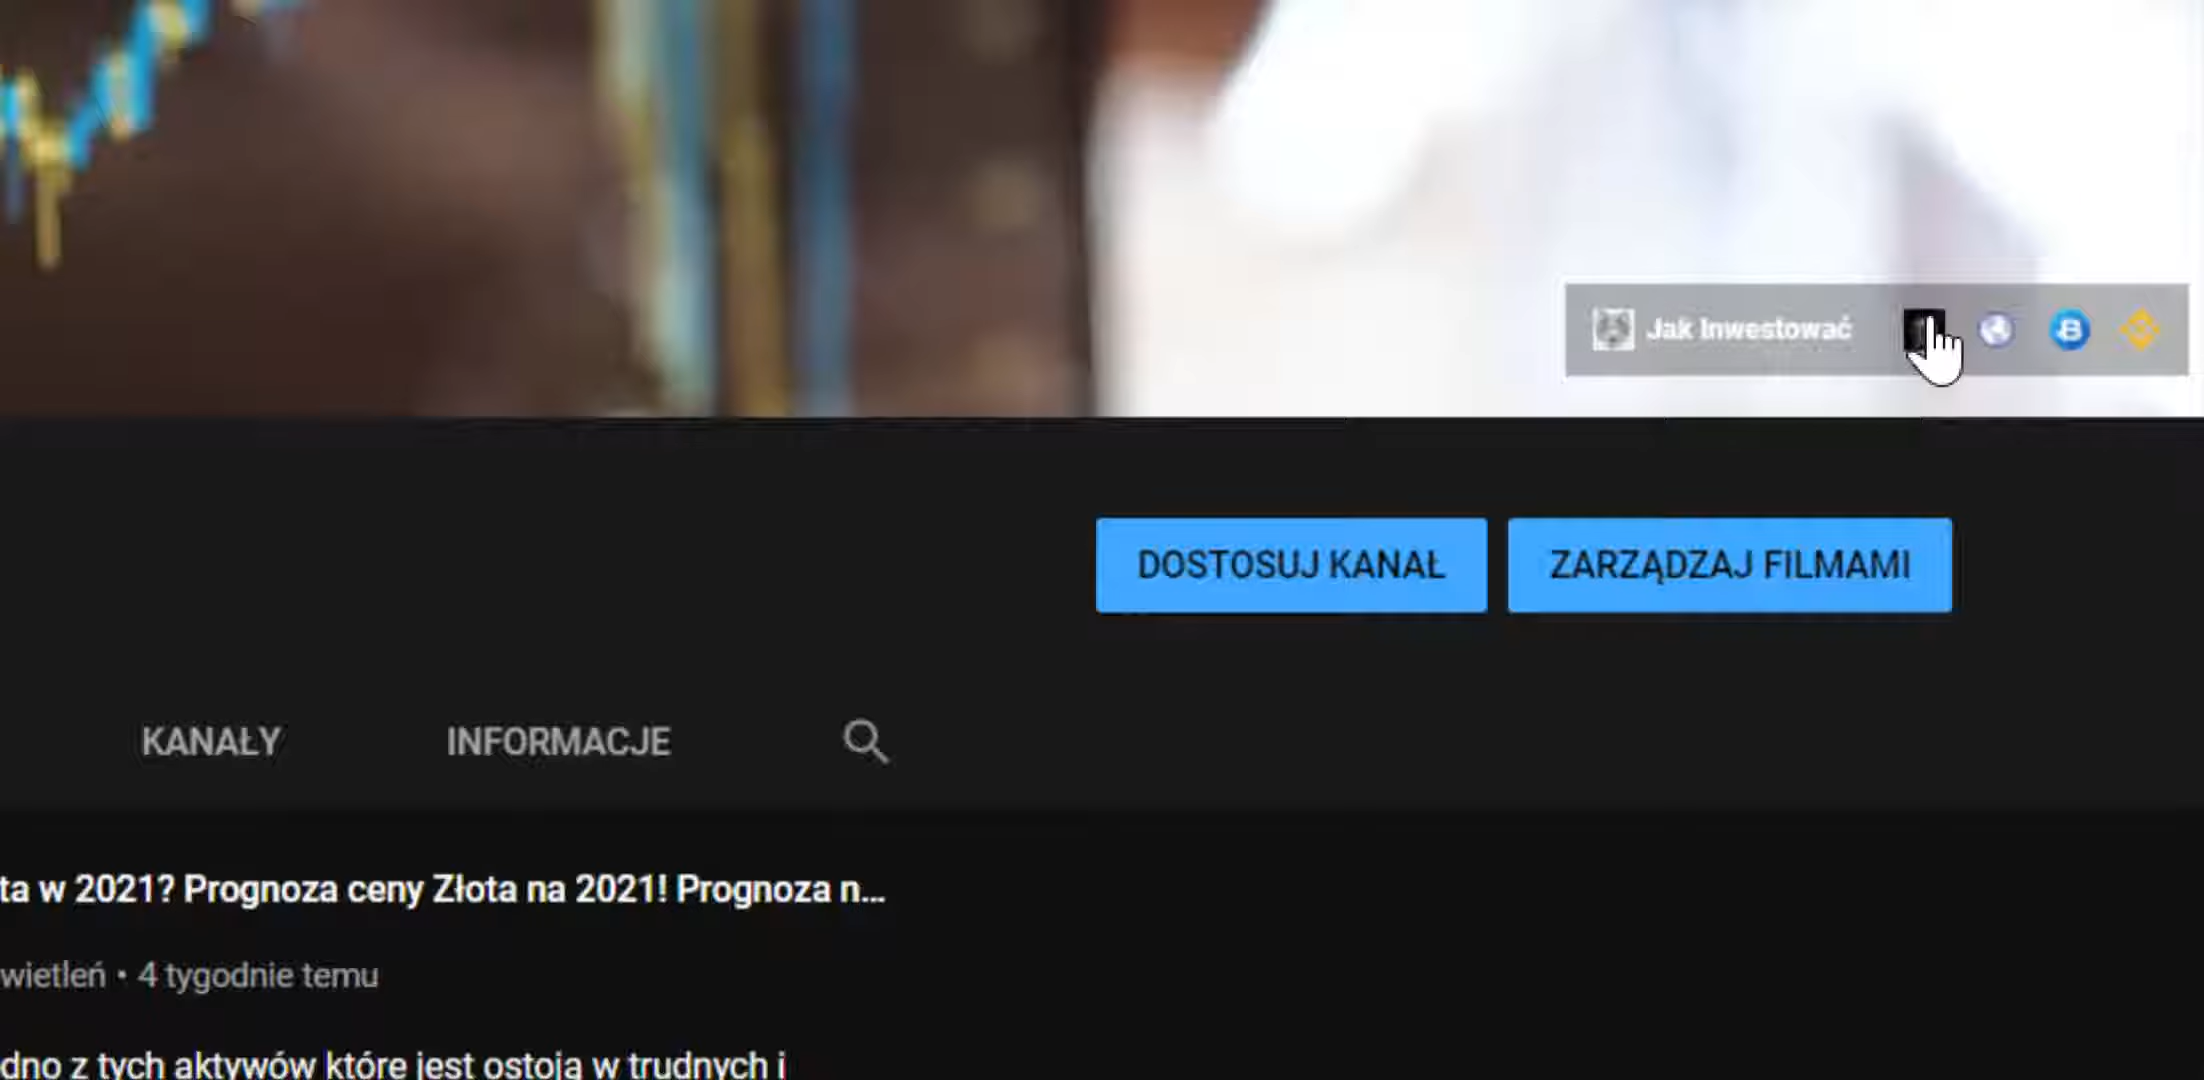 Jak Inwestować
DOSTOSUJ KANAŁ
ZARZĄDZAJ FILMAMI
KANAŁY
INFORMACJE
ta w 2021? Prognoza ceny Złota na 2021! Prognoza n...
wietleń • 4 tygodnie temu
dno z tych aktywów które jest ostoją w trudnych i